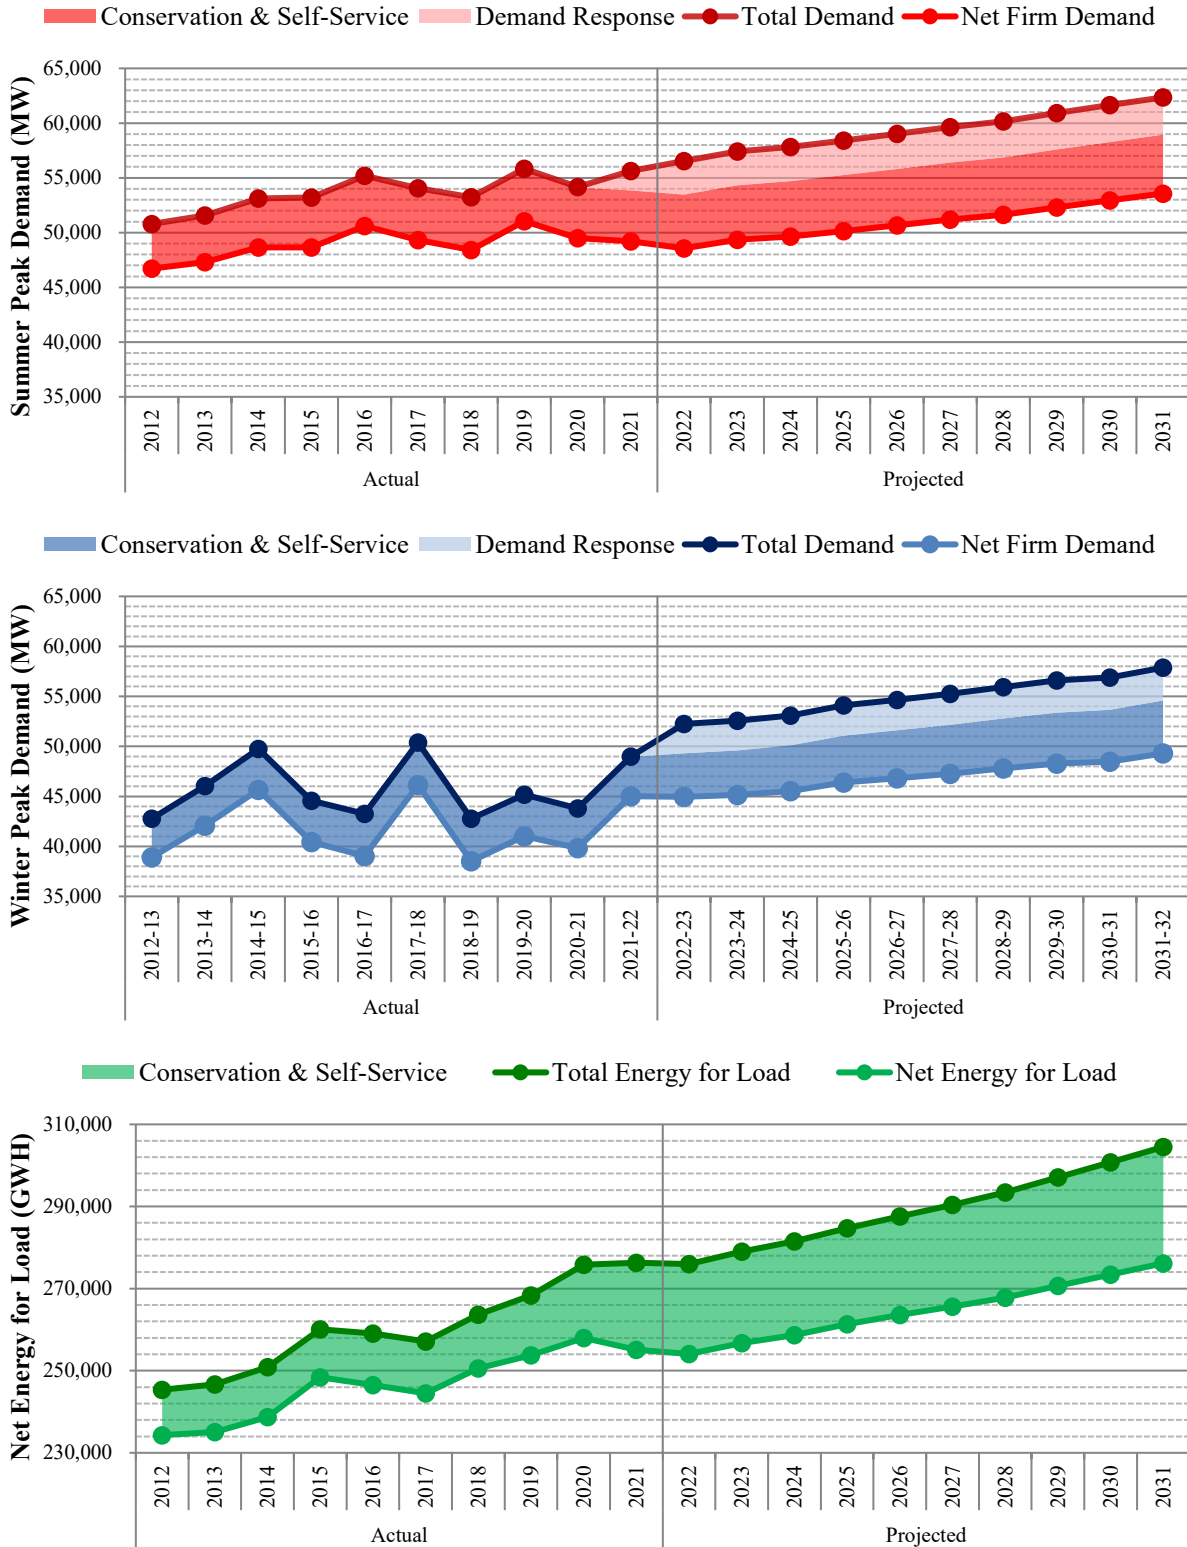 Conservation & Self-Service Demand Response Total Demand Net Firm Demand
Summer Peak Demand (MW)
65,000
60,000
55,000
50,000
45,000
40,000
35,000
2012 2013 2014 2015 2016 2017 2018 2019 2020 2021 2022 2023 2024 2025 2026 2027 2028 2029 2030 2031
Actual Projected
Conservation & Self-Service Demand Response Total Demand Net Firm Demand
Winter Peak Demand (MW)
65,000
60,000
55,000
50,000
45,000
40,000
35,000
2012-13 2013-14 2014-15 2015-16 2016-17 2017-18 2018-19 2019-20 2020-21 2021-22 2022-23 2023-24 2024-25 2025-26 2026-27 2027-28 2028-29 2029-30 2030-31 2031-32
Actual Projected
Conservation & Self-Service Total Energy for Load Net Energy for Load
Net Energy for Load (GWH)
310,000
290,000
270,000
250,000
230,000
2012 2013 2014 2015 2016 2017 2018 2019 2020 2021 2022 2023 2024 2025 2026 2027 2028 2029 2030 2031
Actual Projected